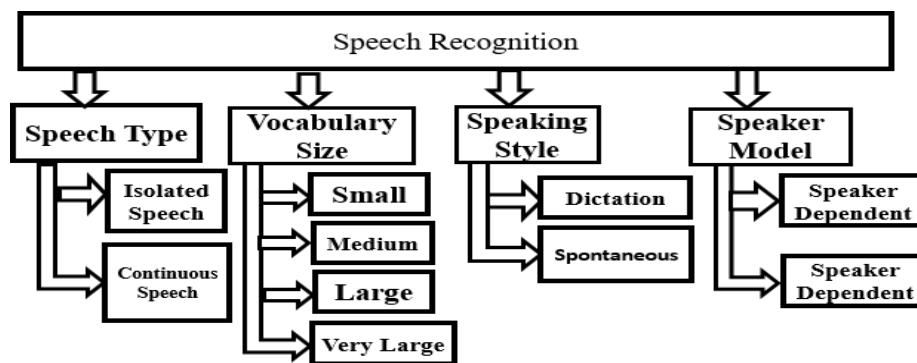 Speech Recognition
Speech Type
Vocabulary
Size
Speaking
Style
Speaker
Model
Isolated
Speech
Continuous
Speech
Small
Medium
Large
Very Large
Dictation
Spontaneous
Speaker
Dependent
Speaker
Dependent